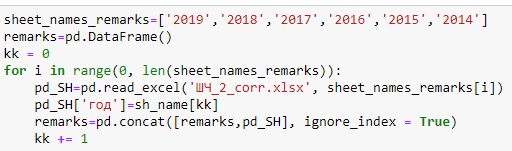 sheet_names_remarks=['2019','2018','2017','2016','2015','2014']
remarks=pd.DataFrame()
kk = 0
for i in range(0, len(sheet_names_remarks)):
    pd_SH=pd.read_excel('ШЧ_2_corr.xlsx', sheet_names_remarks[i])
    pd_SH['год']=sh_name[kk]
    remarks=pd.concat([remarks,pd_SH], ignore_index = True)
    kk += 1